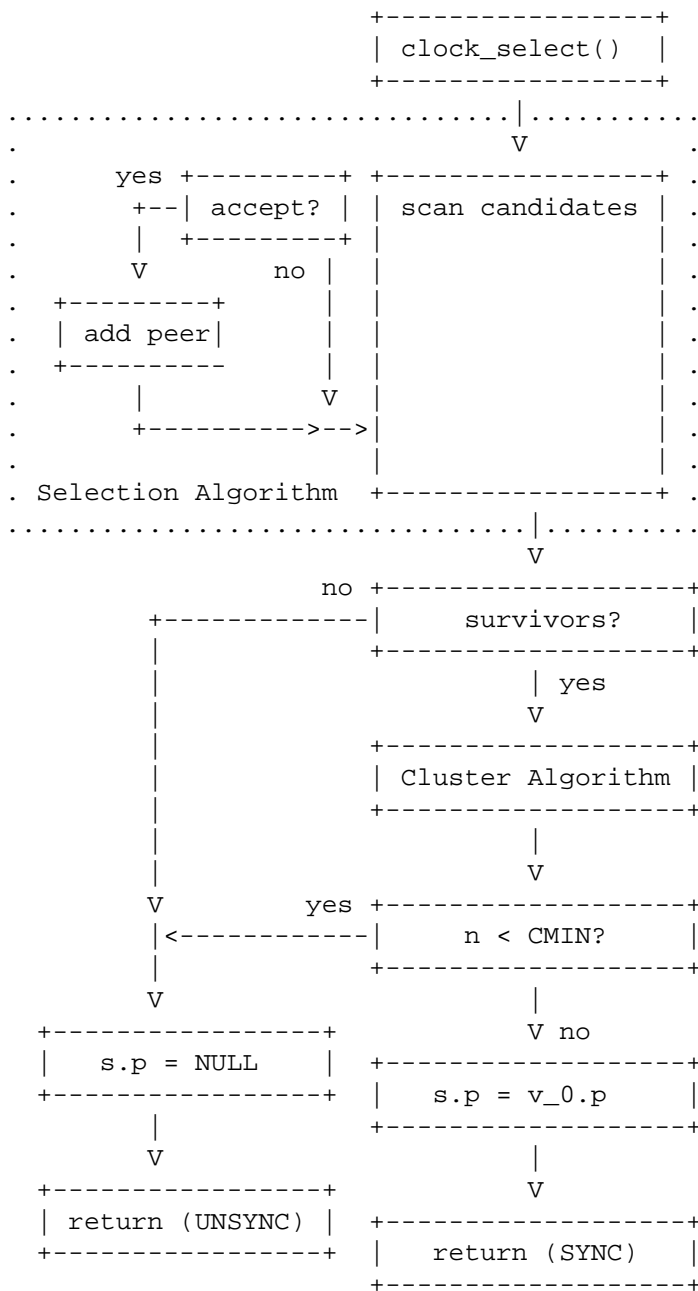 clock_select()
yes
accept?
scan candidates
no
add peer
Selection Algorithm
no
survivors?
yes
Cluster Algorithm
yes
n < CMIN?
no
s.p = NULL
s.p = v_0.p
return (UNSYNC)
return (SYNC)